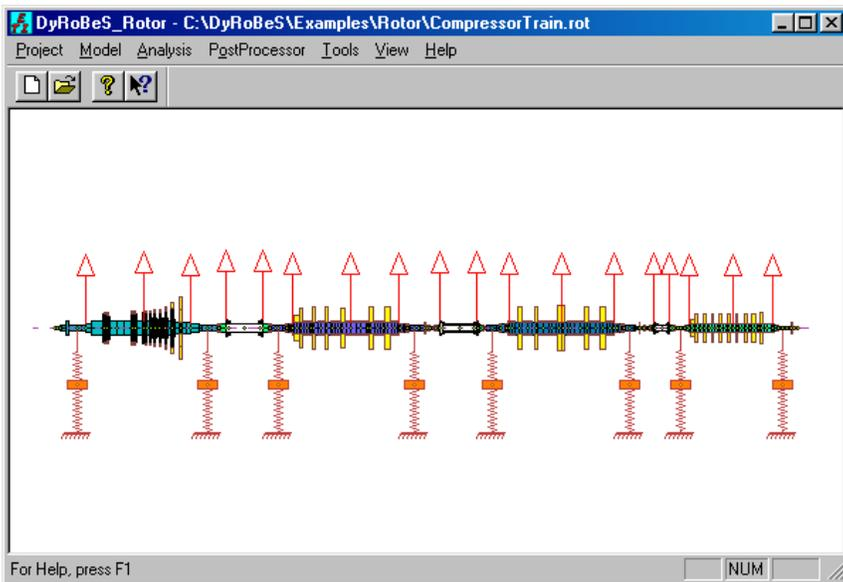 DyRoBeS_Rotor - C:\DyRoBeS\Examples\Rotor\CompressorTrain.rot
Project Model Analysis PostProcessor Tools View Help
For Help, press F1
NUM